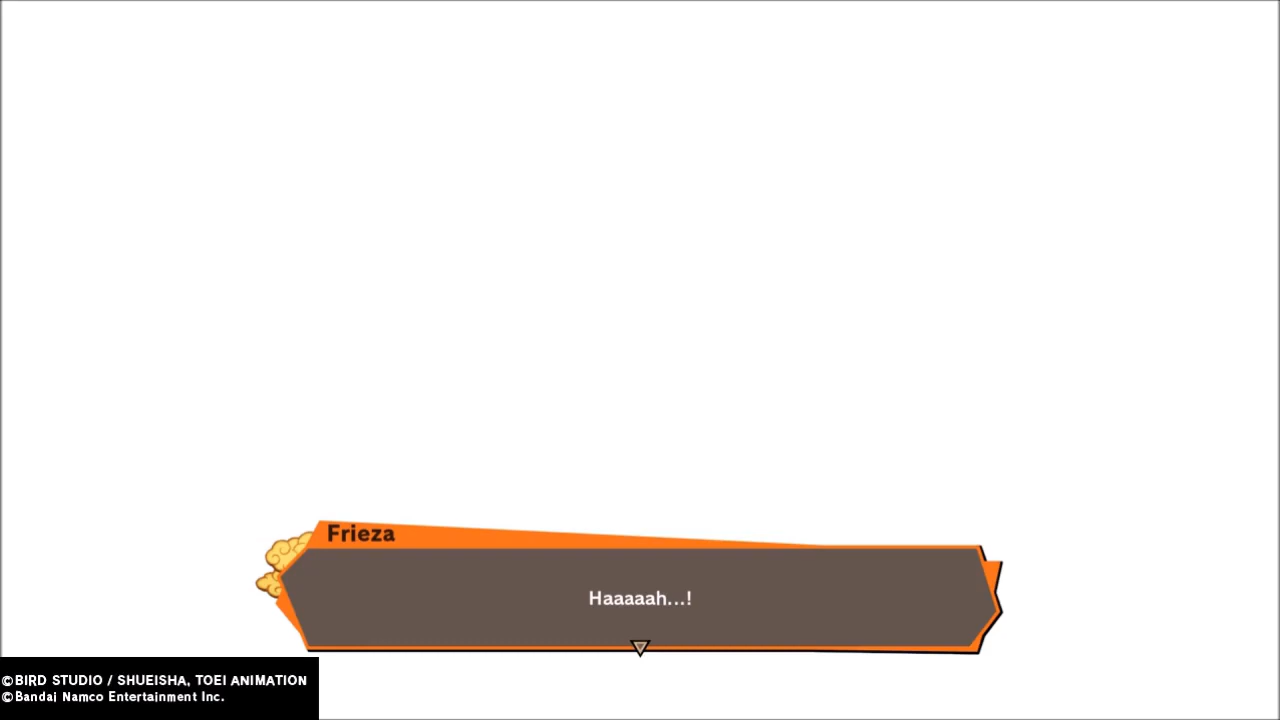 Frieza
Haaaaah...!
©BIRD STUDIO / SHUEISHA, TOEI ANIMATION
©Bandai Namco Entertainment Inc.